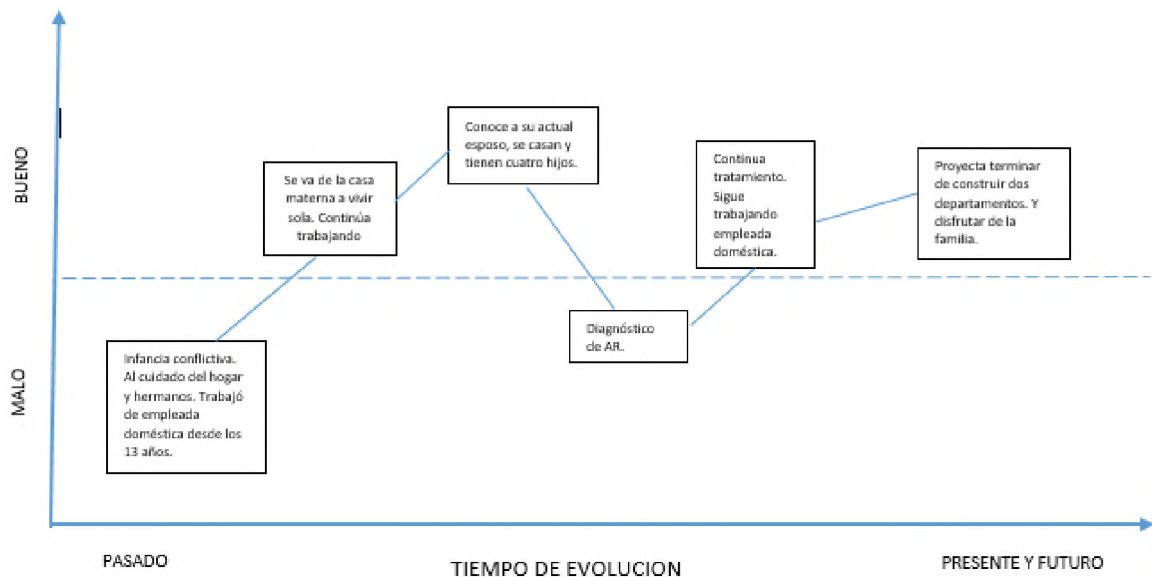 BUENO
MALO
Infancia conflictiva.
Al cuidado del hogar
y hermanos. Trabajó
de empleada
doméstica desde los
13 años.
Se va de la casa
materna a vivir
sola. Continúa
trabajando
Conoce a su actual
esposo, se casan y
tienen cuatro hijos.
Diagnóstico
de AR.
Continua
tratamiento.
Sigue
trabajando
empleada
doméstica.
Proyecta terminar
de construir dos
departamentos. Y
disfrutar de la
familia.
PASADO
TIEMPO DE EVOLUCION
PRESENTE Y FUTURO